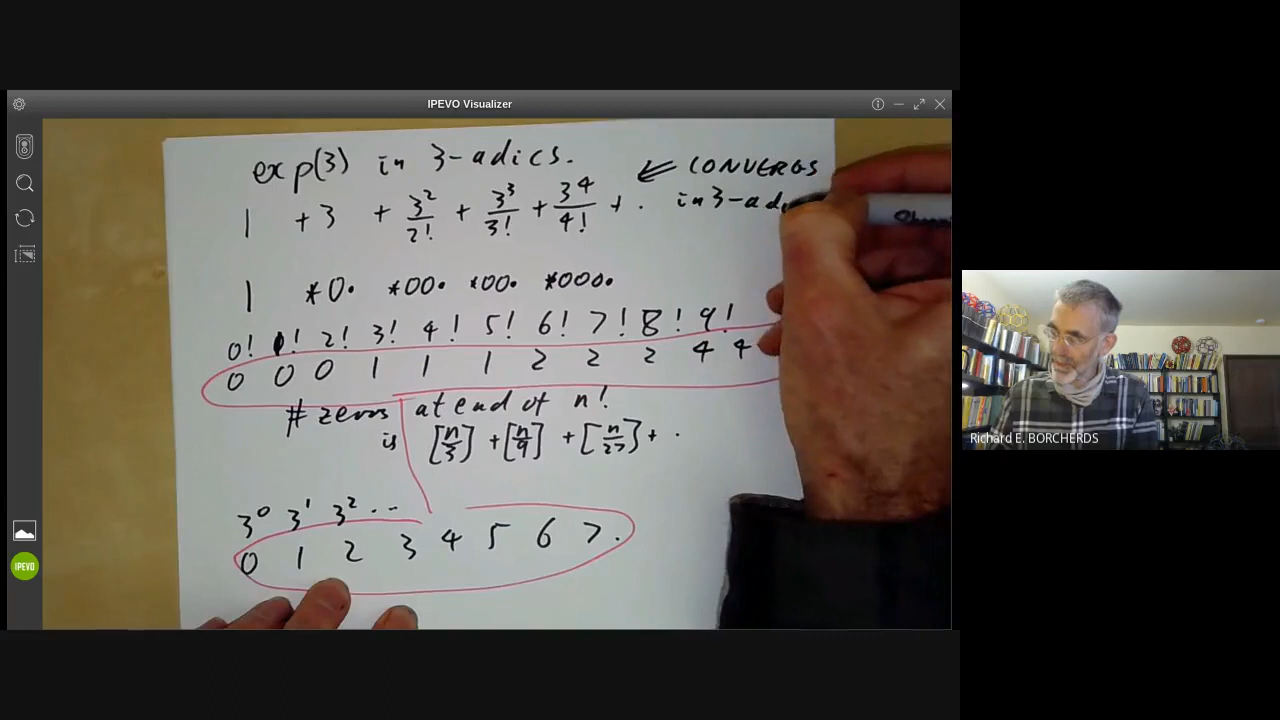 IPEVO Visualizer
exp(3) in 3-adics.
⇐ CONVERGS
in 3-ad
1 + 3 + 3²/2! + 3³/3! + 3⁴/4! + .
1 *0. *00. *00. *000.
0! 1! 2! 3! 4! 5! 6! 7! 8! 9!
0 0 0 1 1 1 2 2 2 4 4
# zeros at end of n!
is [n/3] + [n/9] + [n/27] + .
3⁰ 3¹ 3² ..
0 1 2 3 4 5 6 7 .
IPEVO
Richard E. BORCHERDS